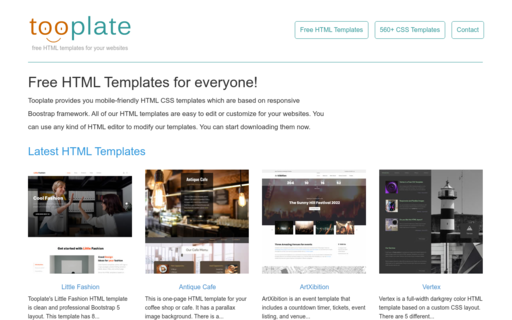 tooplate
free HTML templates for your websites
Free HTML Templates
560+ CSS Templates
Contact
Free HTML Templates for everyone!
Tooplate provides you mobile-friendly HTML CSS templates which are based on responsive
Boostrap framework. All of our HTML templates are easy to edit or customize for your websites. You
can use any kind of HTML editor to modify our templates. You can start downloading them now.
Latest HTML Templates
Cool Fashion
Get started with Little Fashion
Antique Cafe
The Sunny Hill Festival 2022
Little Fashion
Antique Cafe
ArtXibition
Vertex
Tooplate's Little Fashion HTML template
is clean and professional Bootstrap 5
layout. This template has 8...
This is one-page HTML template for your
coffee shop or cafe. It has a parallax
image background. There is a...
ArtXibition is an event template that
includes a countdown timer, tickets, event
listing, and venue...
Vertex is a full-width darkgrey color HTML
template based on a custom CSS layout.
There are 5 different...